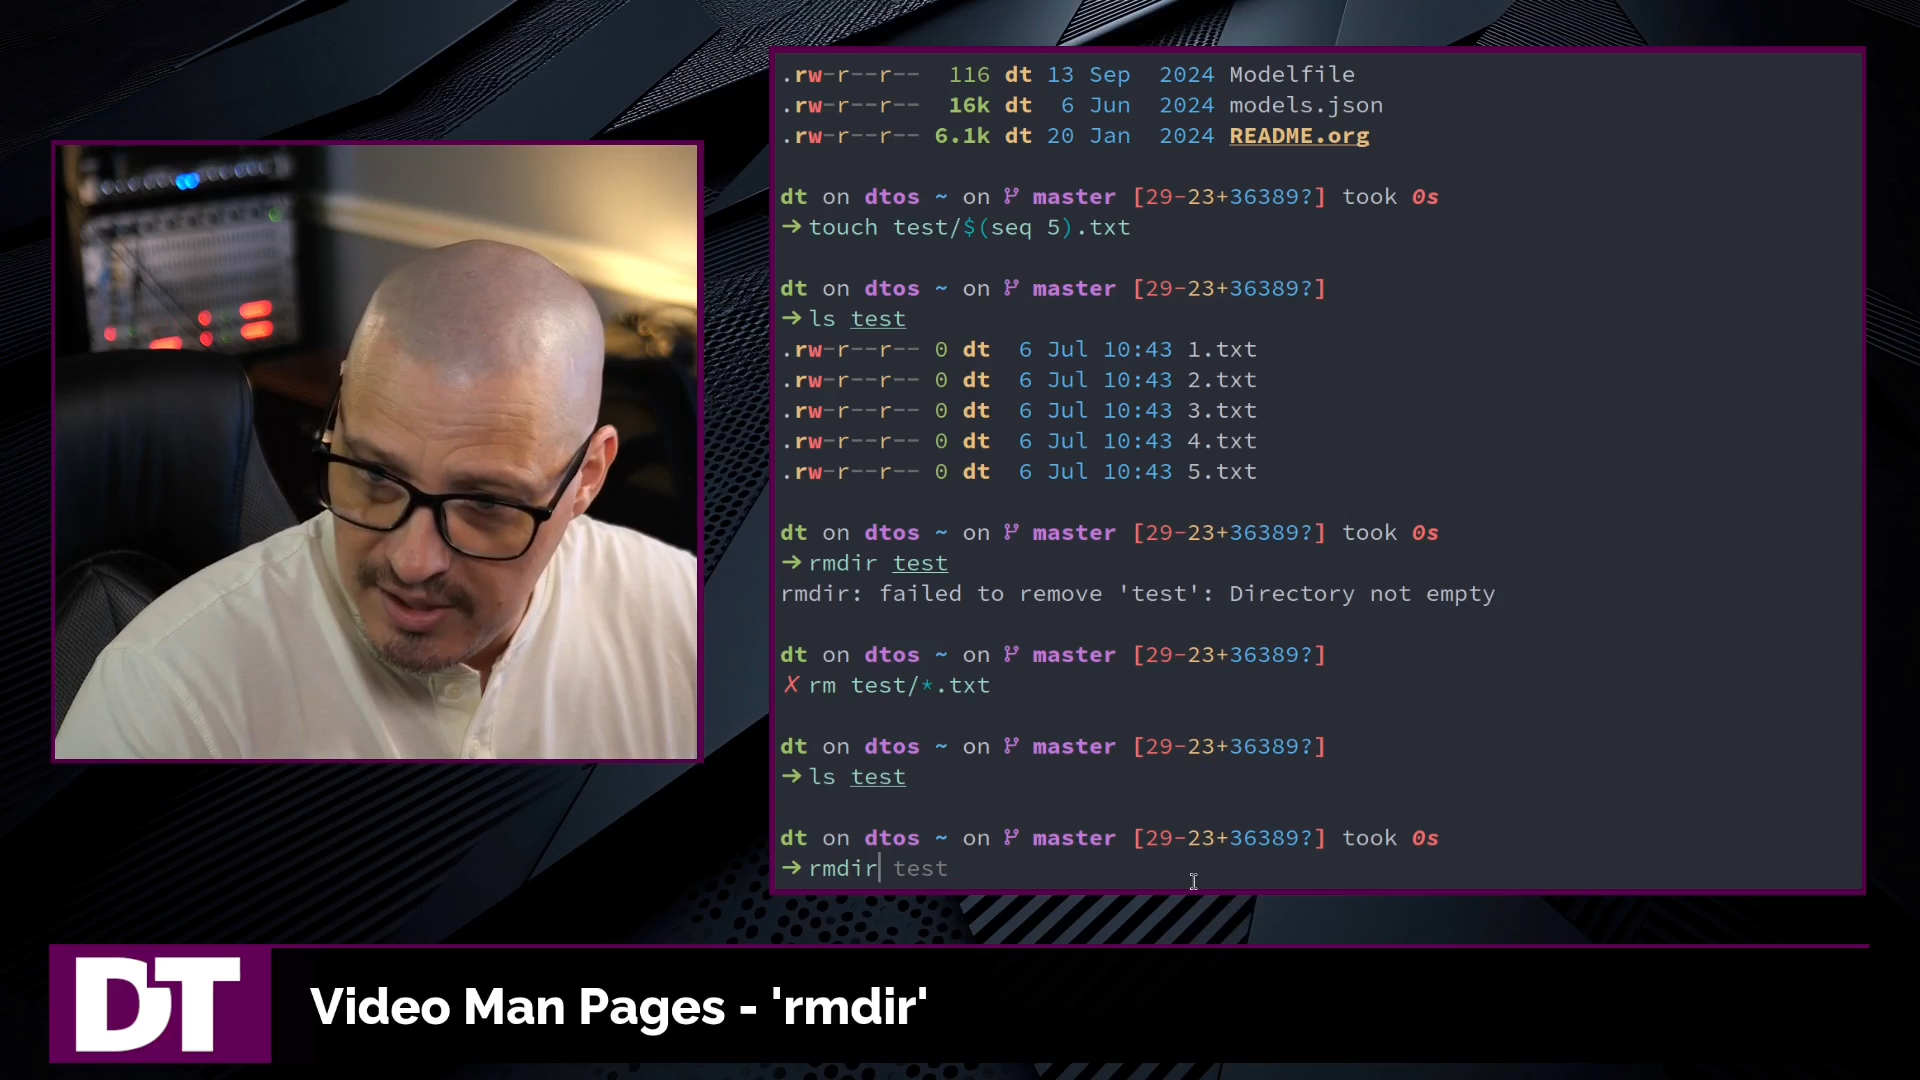 .rw-r--r-- 116 dt 13 Sep 2024 Modelfile
.rw-r--r-- 16k dt 6 Jun 2024 models.json
.rw-r--r-- 6.1k dt 20 Jan 2024 README.org
dt on dtos ~ on master [29-23+36389?] took 0s
➜ touch test/$(seq 5).txt
dt on dtos ~ on master [29-23+36389?]
➜ ls test
.rw-r--r-- 0 dt 6 Jul 10:43 1.txt
.rw-r--r-- 0 dt 6 Jul 10:43 2.txt
.rw-r--r-- 0 dt 6 Jul 10:43 3.txt
.rw-r--r-- 0 dt 6 Jul 10:43 4.txt
.rw-r--r-- 0 dt 6 Jul 10:43 5.txt
dt on dtos ~ on master [29-23+36389?] took 0s
➜ rmdir test
rmdir: failed to remove 'test': Directory not empty
dt on dtos ~ on master [29-23+36389?]
✗ rm test/*.txt
dt on dtos ~ on master [29-23+36389?]
➜ ls test
dt on dtos ~ on master [29-23+36389?] took 0s
➜ rmdir test
DT
Video Man Pages - 'rmdir'